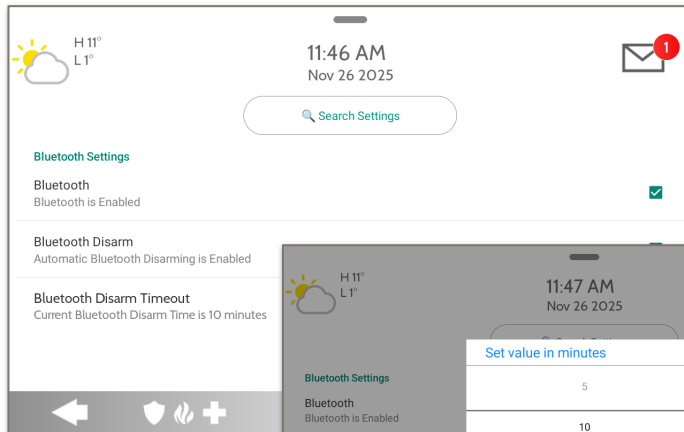 H 11°
L 1°
11:46 AM
Nov 26 2025
1
Search Settings
Bluetooth Settings
Bluetooth
Bluetooth is Enabled
Bluetooth Disarm
Automatic Bluetooth Disarming is Enabled
Bluetooth Disarm Timeout
Current Bluetooth Disarm Time is 10 minutes
H 11°
L 1°
11:47 AM
Nov 26 2025
Bluetooth Settings
Bluetooth
Bluetooth is Enabled
Set value in minutes
5
10